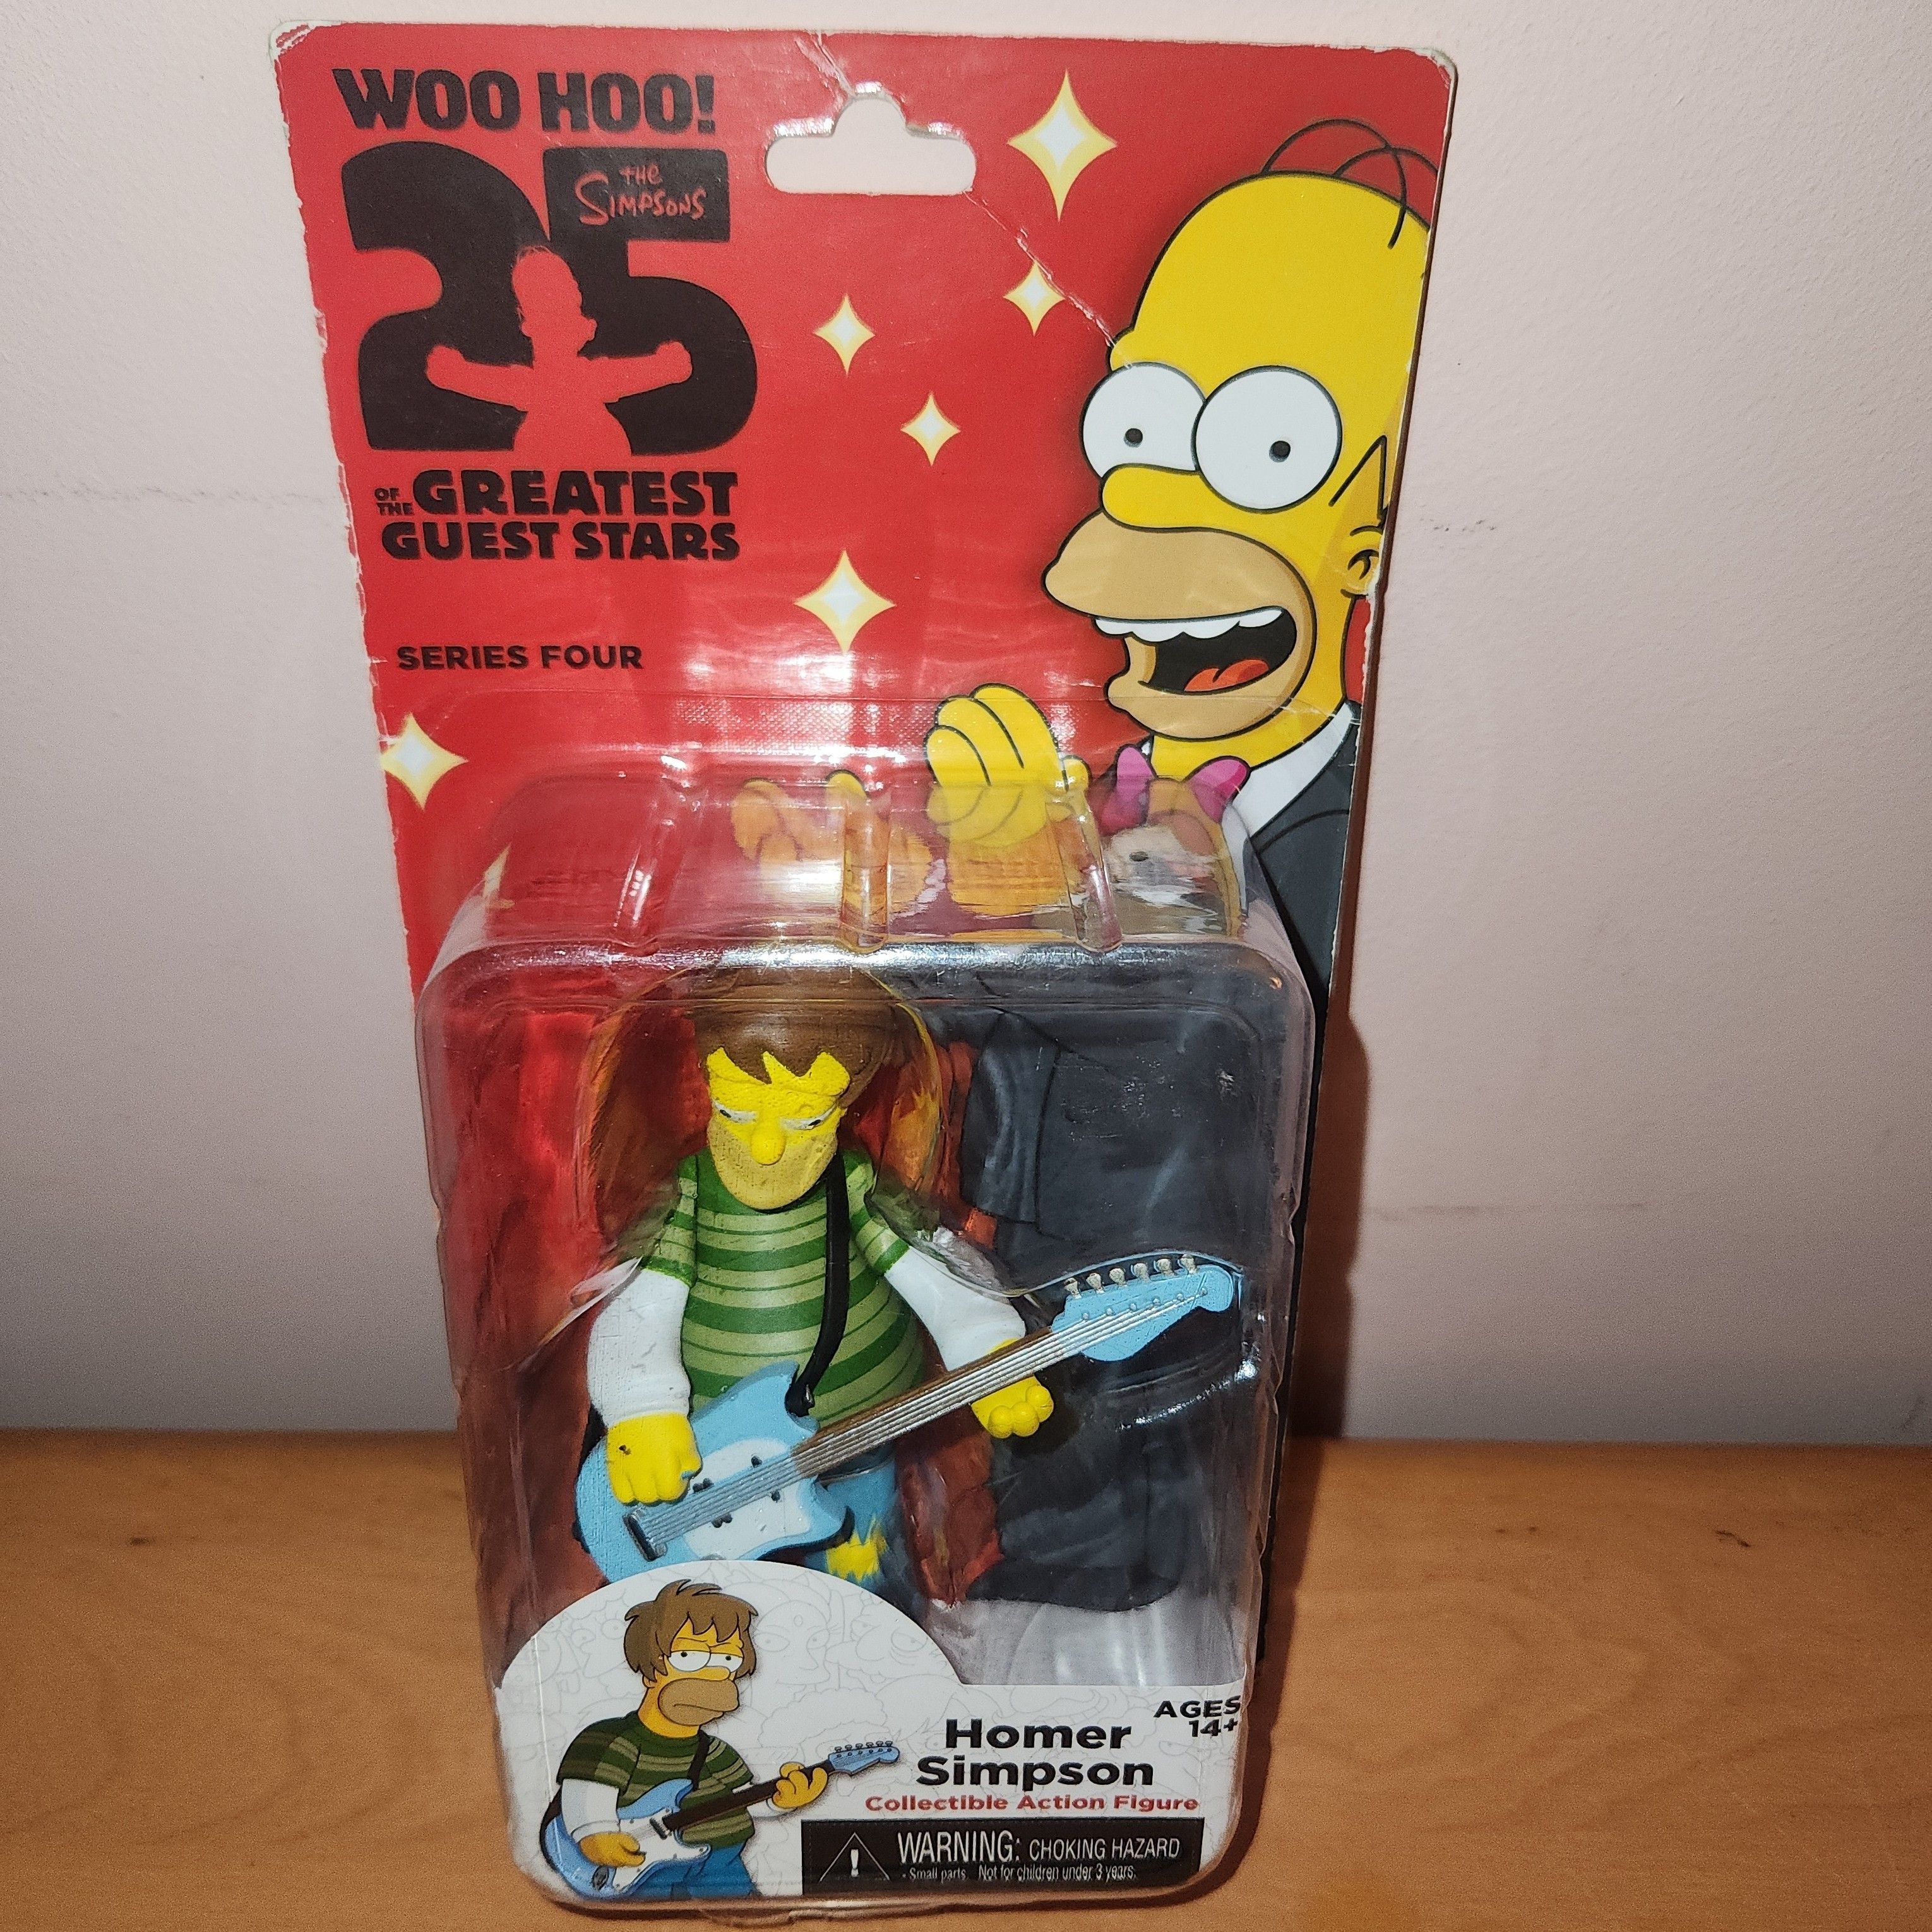 WOO HOO!
THE
SIMPSONS
25
OF THE GREATEST
GUEST STARS
SERIES FOUR
AGES
14+
Homer
Simpson
Collectible Action Figure
WARNING: CHOKING HAZARD
- Small parts. Not for children under 3 years.